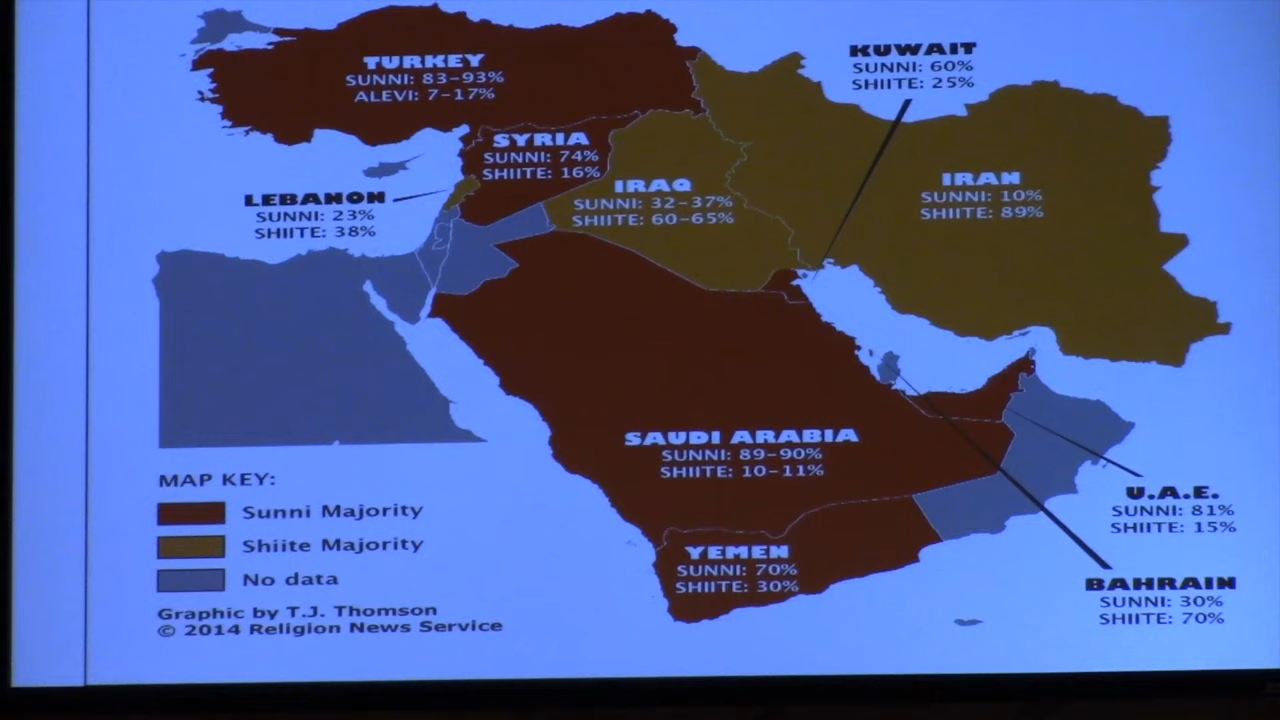 TURKEY
SUNNI: 83-93%
ALEVI: 7-17%
KUWAIT
SUNNI: 60%
SHIITE: 25%
SYRIA
SUNNI: 74%
SHIITE: 16%
LEBANON
SUNNI: 23%
SHIITE: 38%
IRAQ
SUNNI: 32-37%
SHIITE: 60-65%
IRAN
SUNNI: 10%
SHIITE: 89%
SAUDI ARABIA
SUNNI: 89-90%
SHIITE: 10-11%
YEMEN
SUNNI: 70%
SHIITE: 30%
U.A.E.
SUNNI: 81%
SHIITE: 15%
BAHRAIN
SUNNI: 30%
SHIITE: 70%
MAP KEY:
Sunni Majority
Shiite Majority
No data
Graphic by T.J. Thomson
© 2014 Religion News Service